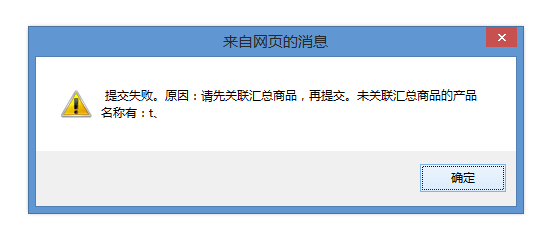 来自网页的消息
提交失败。原因：请先关联汇总商品，再提交。未关联汇总商品的产品
名称有：t、
确定